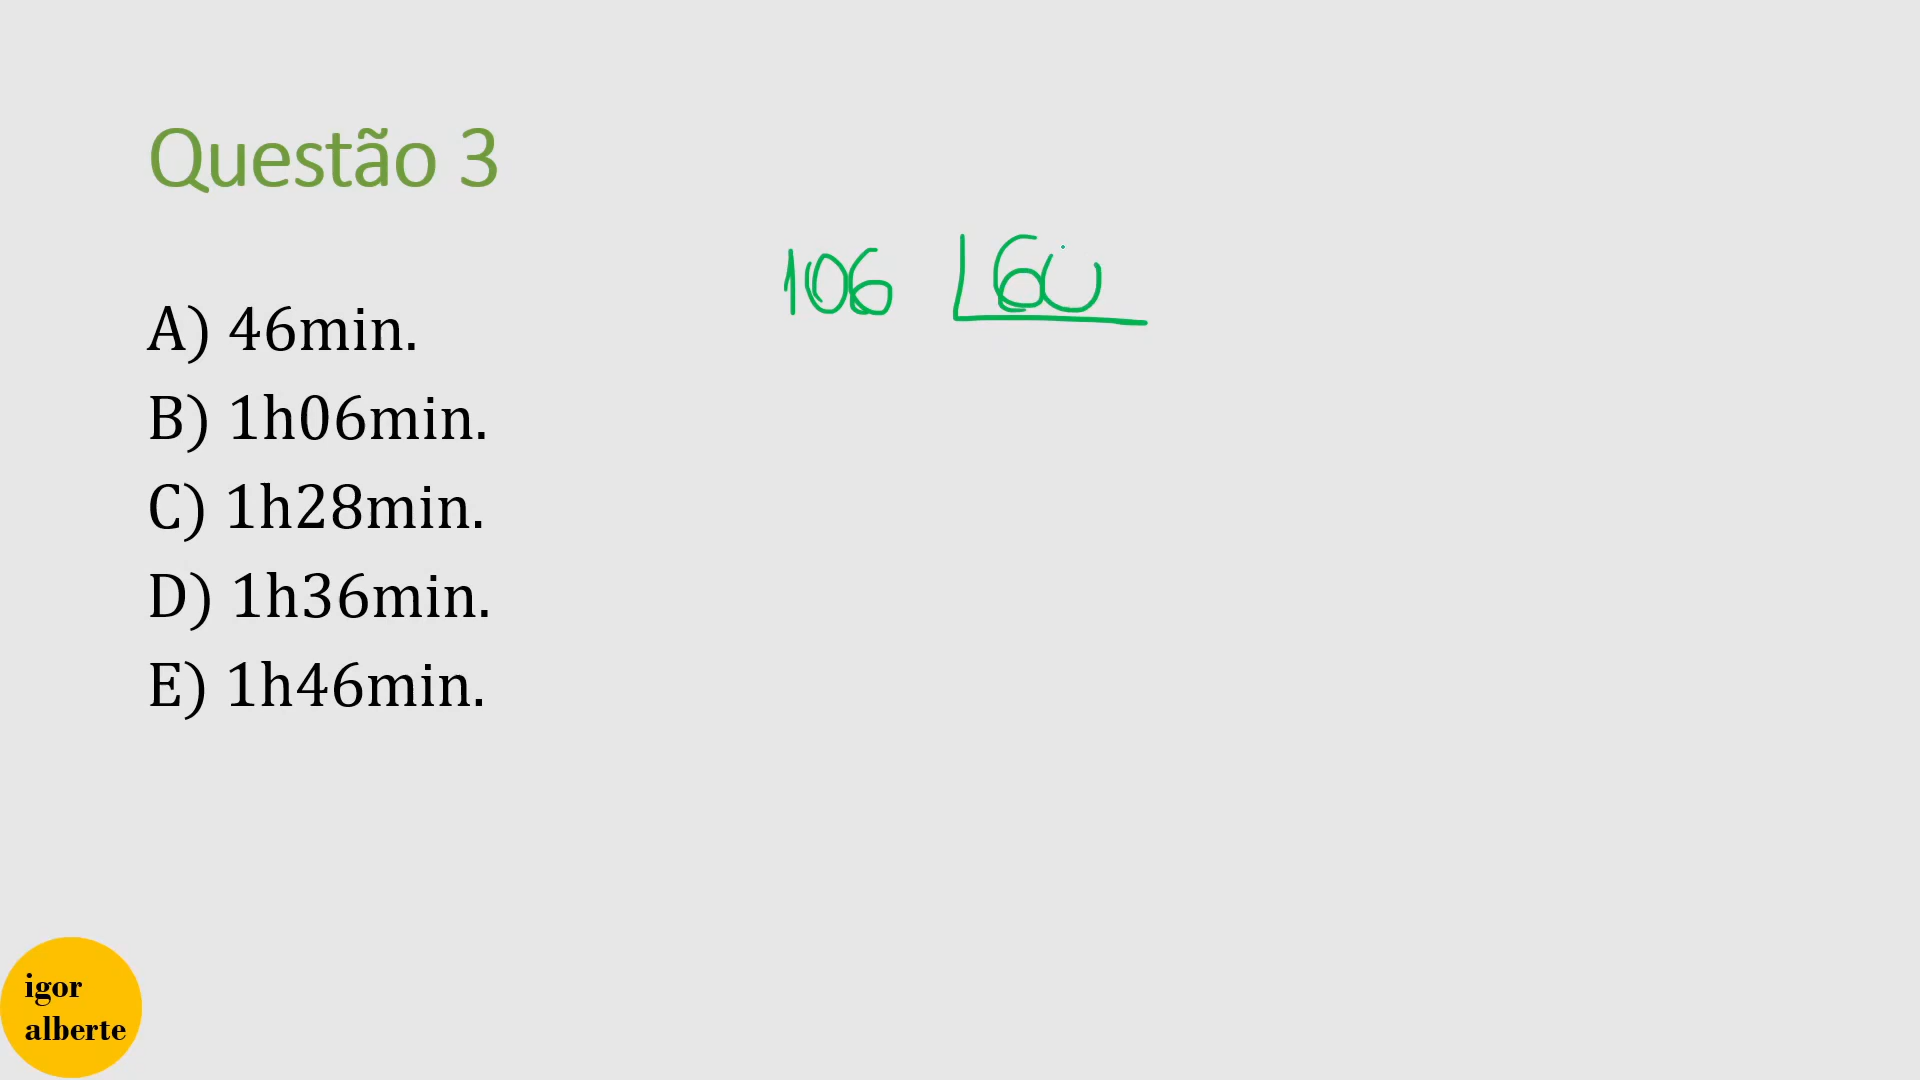 Questão 3
106 60
A) 46min.
B) 1h06min.
C) 1h28min.
D) 1h36min.
E) 1h46min.
igor
alberte